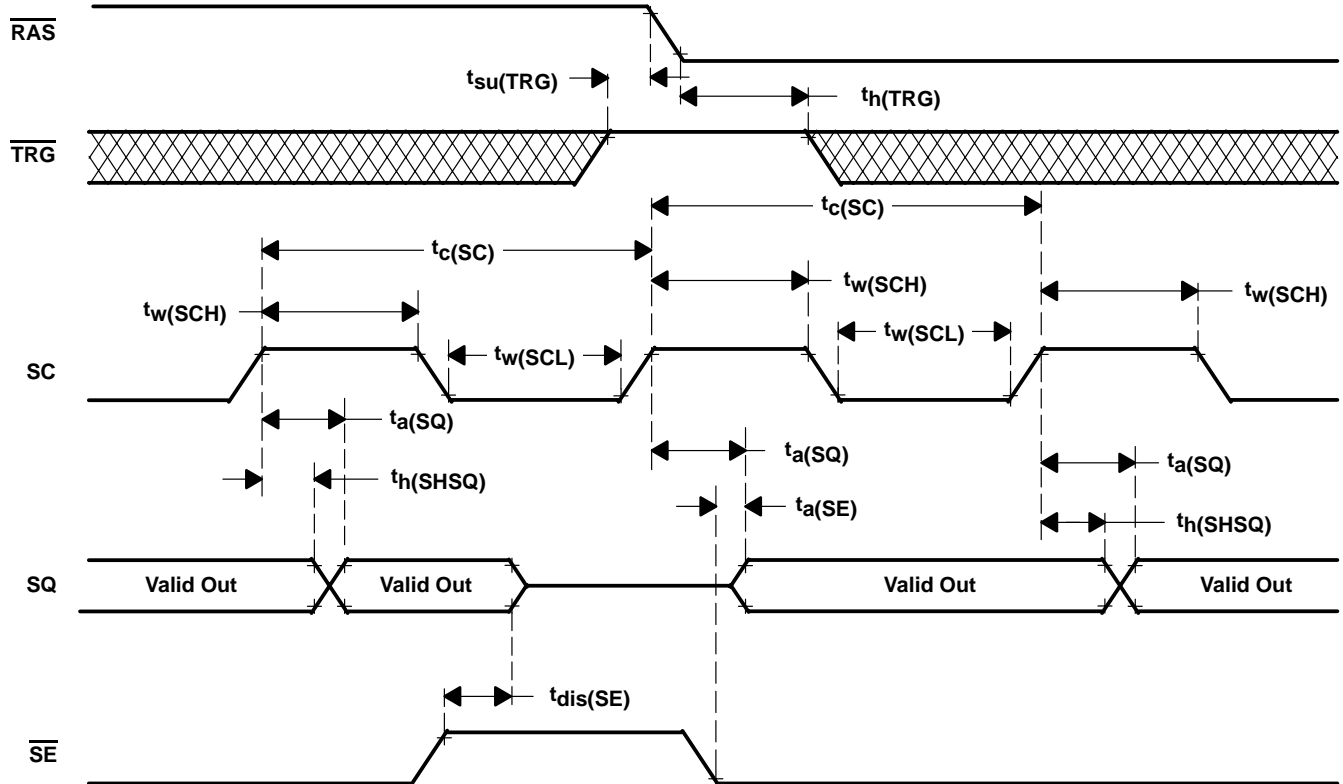 RAS
tsu(TRG)
th(TRG)
TRG
tc(SC)
tc(SC)
tw(SCH)
tw(SCH)
tw(SCH)
tw(SCL)
tw(SCL)
SC
ta(SQ)
ta(SQ)
ta(SQ)
th(SHSQ)
ta(SE)
th(SHSQ)
SQ
Valid Out
Valid Out
Valid Out
Valid Out
tdis(SE)
SE